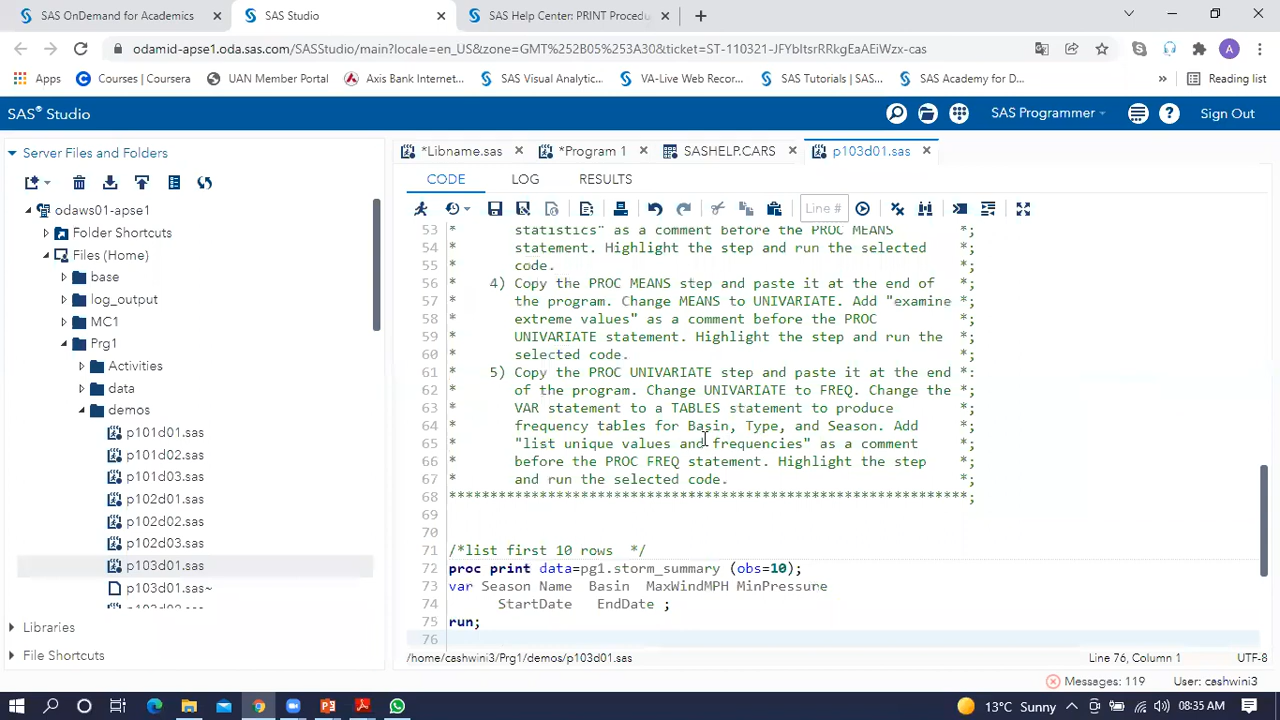 SAS OnDemand for Academics
SAS Studio
SAS Help Center: PRINT Procedu
odamid-apse1.oda.sas.com/SASStudio/main?locale=en_US&zone=GMT%252B05%253A30&ticket=ST-110321-JFYbItsrRRkgEaAEiWzx-cas
Apps
Courses | Coursera
UAN Member Portal
Axis Bank Internet...
SAS Visual Analytic...
VA-Live Web Recor...
SAS Tutorials | SAS...
SAS Academy for D...
»
Reading list
SAS® Studio
SAS Programmer
Sign Out
Server Files and Folders
odaws01-apse1
Folder Shortcuts
Files (Home)
base
log_output
MC1
Prg1
Activities
data
demos
p101d01.sas
p101d02.sas
p101d03.sas
p102d01.sas
p102d02.sas
p102d03.sas
p103d01.sas
p103d01.sas~
Libraries
File Shortcuts
*Libname.sas
*Program 1
SASHELP.CARS
p103d01.sas
CODE
LOG
RESULTS
Line #
53 * statistics" as a comment before the PROC MEANS *;
54 * statement. Highlight the step and run the selected *;
55 * code. *;
56 * 4) Copy the PROC MEANS step and paste it at the end of *;
57 * the program. Change MEANS to UNIVARIATE. Add "examine *;
58 * extreme values" as a comment before the PROC *;
59 * UNIVARIATE statement. Highlight the step and run the *;
60 * selected code. *;
61 * 5) Copy the PROC UNIVARIATE step and paste it at the end *:
62 * of the program. Change UNIVARIATE to FREQ. Change the *;
63 * VAR statement to a TABLES statement to produce *;
64 * frequency tables for Basin, Type, and Season. Add *;
65 * "list unique values and frequencies" as a comment *;
66 * before the PROC FREQ statement. Highlight the step *;
67 * and run the selected code. *;
68 ***************************************************************;
69
70
71 /*list first 10 rows */
72 proc print data=pg1.storm_summary (obs=10);
73 var Season Name Basin MaxWindMPH MinPressure
74 StartDate EndDate ;
75 run;
76
/home/cashwini3/Prg1/demos/p103d01.sas
Line 76, Column 1
UTF-8
Messages: 119
User: cashwini3
13°C Sunny
08:35 AM